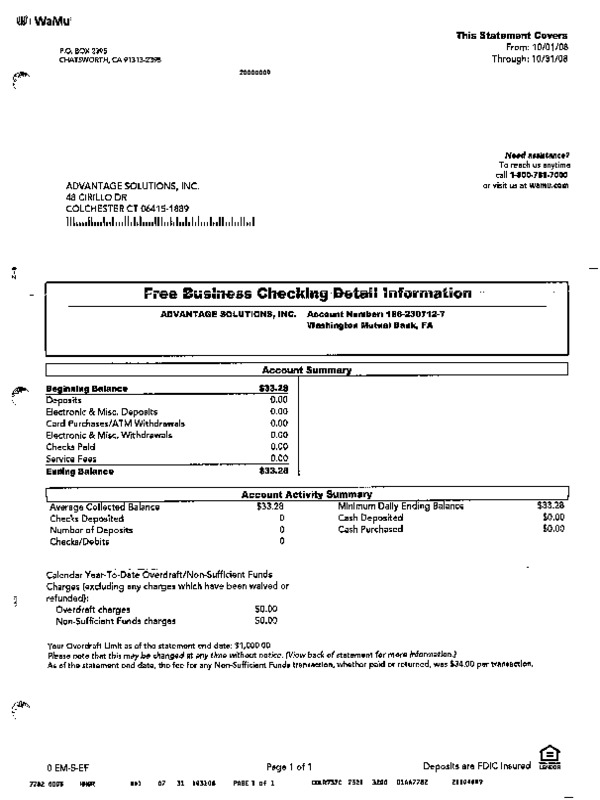 WaMu
This Statement Covers
From: 10/01/08
Through: 10/31/08
P.O. BOX 2395
CHATSWORTH, CA 91313-2395
20000009
Need assistance?
To reach us anytime
call 1-800-788-7000
or visit us at wamu.com
ADVANTAGE SOLUTIONS, INC.
48 CIRILLO DR
COLCHESTER CT 06415-1889
Free Business Checking Detail Information
ADVANTAGE SOLUTIONS, INC. Account Number: 186-230712-7
Washington Mutual Bank, FA
Account Summary
Beginning Balance $33.28
Deposits 0.00
Electronic & Misc. Deposits 0.00
Card Purchases/ATM Withdrawals 0.00
Electronic & Misc. Withdrawals 0.00
Checks Paid 0.00
Service Fees 0.00
Ending Balance $33.28
Account Activity Summary
Average Collected Balance $33.28 Minimum Daily Ending Balance $33.28
Checks Deposited 0 Cash Deposited $0.00
Number of Deposits 0 Cash Purchased $0.00
Checks/Debits 0
Calendar Year-To-Date Overdraft/Non-Sufficient Funds
Charges (excluding any charges which have been waived or
refunded):
Overdraft charges $0.00
Non-Sufficient Funds charges $0.00
Your Overdraft Limit as of the statement end date: $1,000.00
Please note that this may be changed at any time without notice. (View back of statement for more information.)
As of the statement end date, the fee for any Non-Sufficient Funds transaction, whether paid or returned, was $34.00 per transaction.
0 EM-S-EF Page 1 of 1 Deposits are FDIC Insured
LENDER
07 31 PAGE 1 of 1